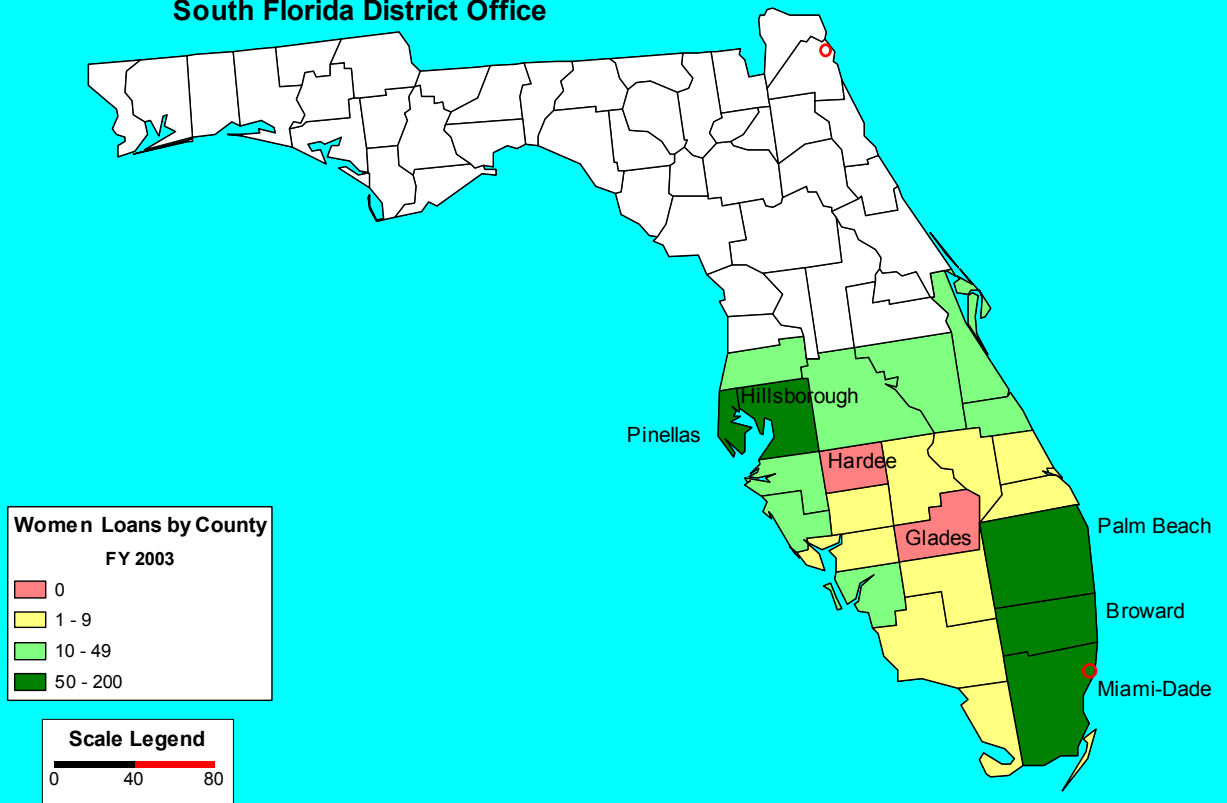 South Florida District Office
Hillsborough
Pinellas
Hardee
Glades
Palm Beach
Broward
Miami-Dade
Women Loans by County
FY 2003
0
1 - 9
10 - 49
50 - 200
Scale Legend
0 40 80